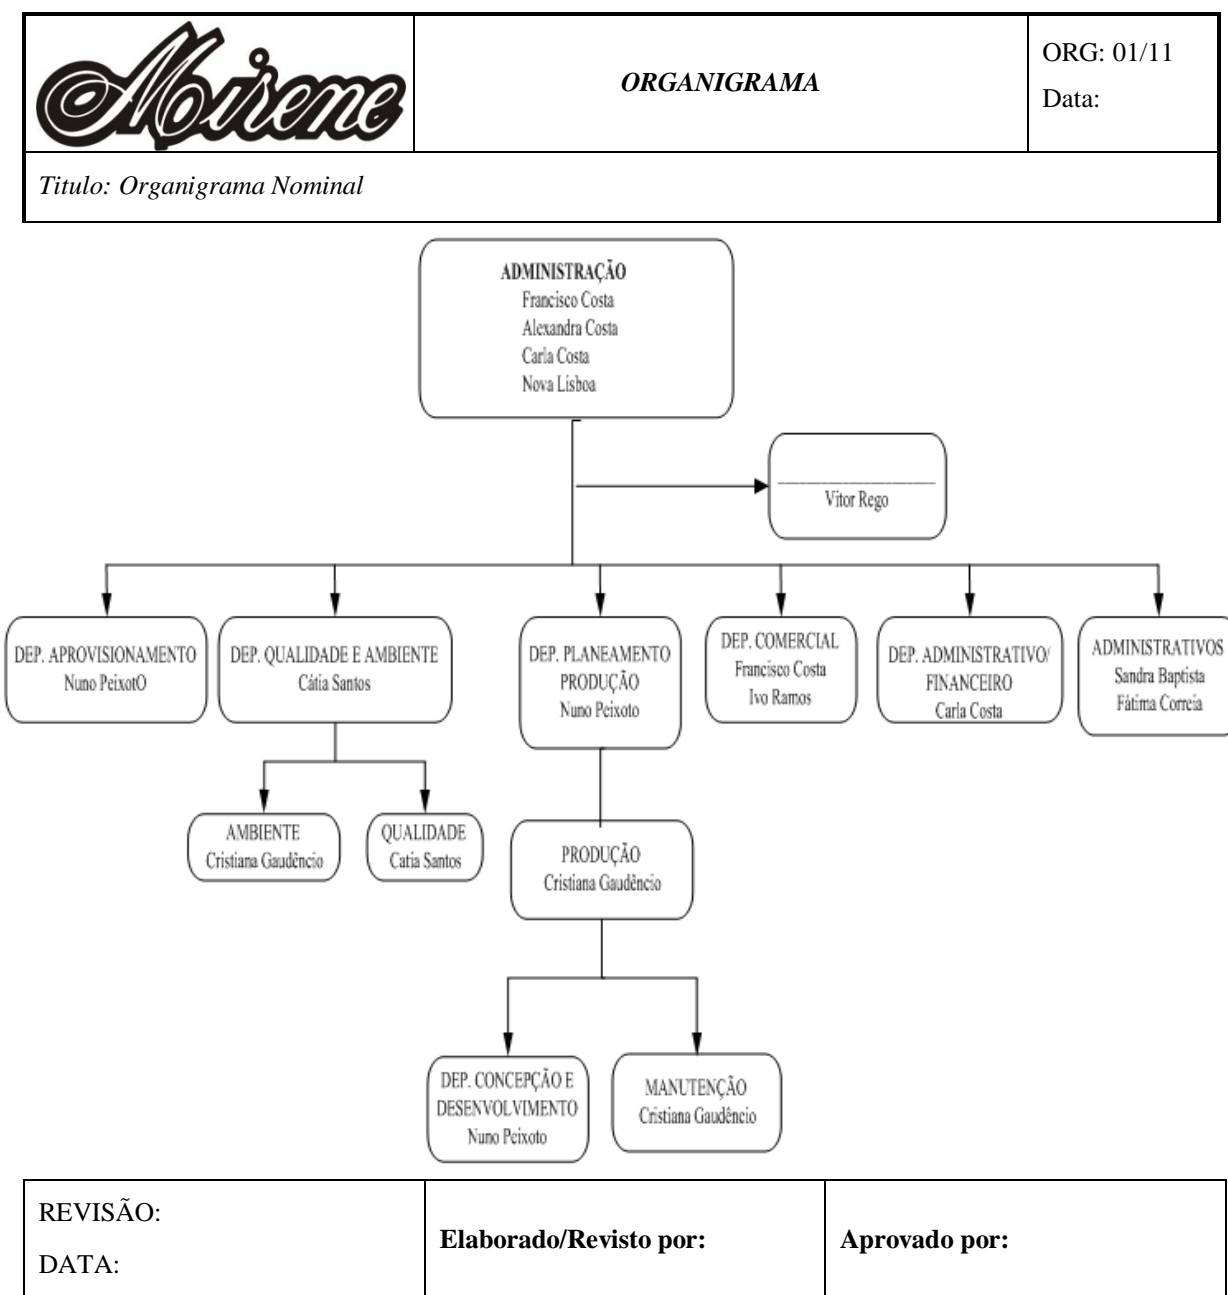 Mirene
ORGANIGRAMA
ORG: 01/11
Data:
Titulo: Organigrama Nominal
ADMINISTRAÇÃO
Francisco Costa
Alexandra Costa
Carla Costa
Nova Lisboa
Vitor Rego
DEP. APROVISIONAMENTO
Nuno PeixotO
DEP. QUALIDADE E AMBIENTE
Cátia Santos
DEP. PLANEAMENTO
PRODUÇÃO
Nuno Peixoto
DEP. COMERCIAL
Francisco Costa
Ivo Ramos
DEP. ADMINISTRATIVO/
FINANCEIRO
Carla Costa
ADMINISTRATIVOS
Sandra Baptista
Fátima Correia
AMBIENTE
Cristiana Gaudêncio
QUALIDADE
Catia Santos
PRODUÇÃO
Cristiana Gaudêncio
DEP. CONCEPÇÃO E
DESENVOLVIMENTO
Nuno Peixoto
MANUTENÇÃO
Cristiana Gaudêncio
REVISÃO:
DATA:
Elaborado/Revisto por:
Aprovado por: